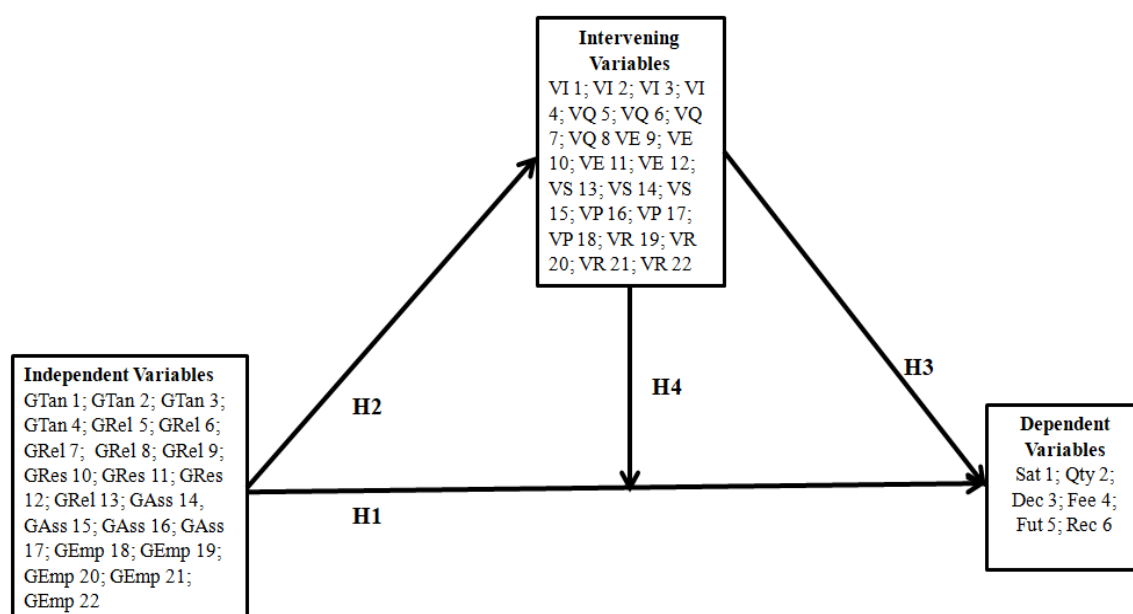 Intervening
Variables
VI 1; VI 2; VI 3; VI
4; VQ 5; VQ 6; VQ
7; VQ 8 VE 9; VE
10; VE 11; VE 12;
VS 13; VS 14; VS
15; VP 16; VP 17;
VP 18; VR 19; VR
20; VR 21; VR 22
H2
H4
H3
H1
Independent Variables
GTan 1; GTan 2; GTan 3;
GTan 4; GRel 5; GRel 6;
GRel 7; GRel 8; GRel 9;
GRes 10; GRes 11; GRes
12; GRel 13; GAss 14,
GAss 15; GAss 16; GAss
17; GEmp 18; GEmp 19;
GEmp 20; GEmp 21;
GEmp 22
Dependent
Variables
Sat 1; Qty 2;
Dec 3; Fee 4;
Fut 5; Rec 6